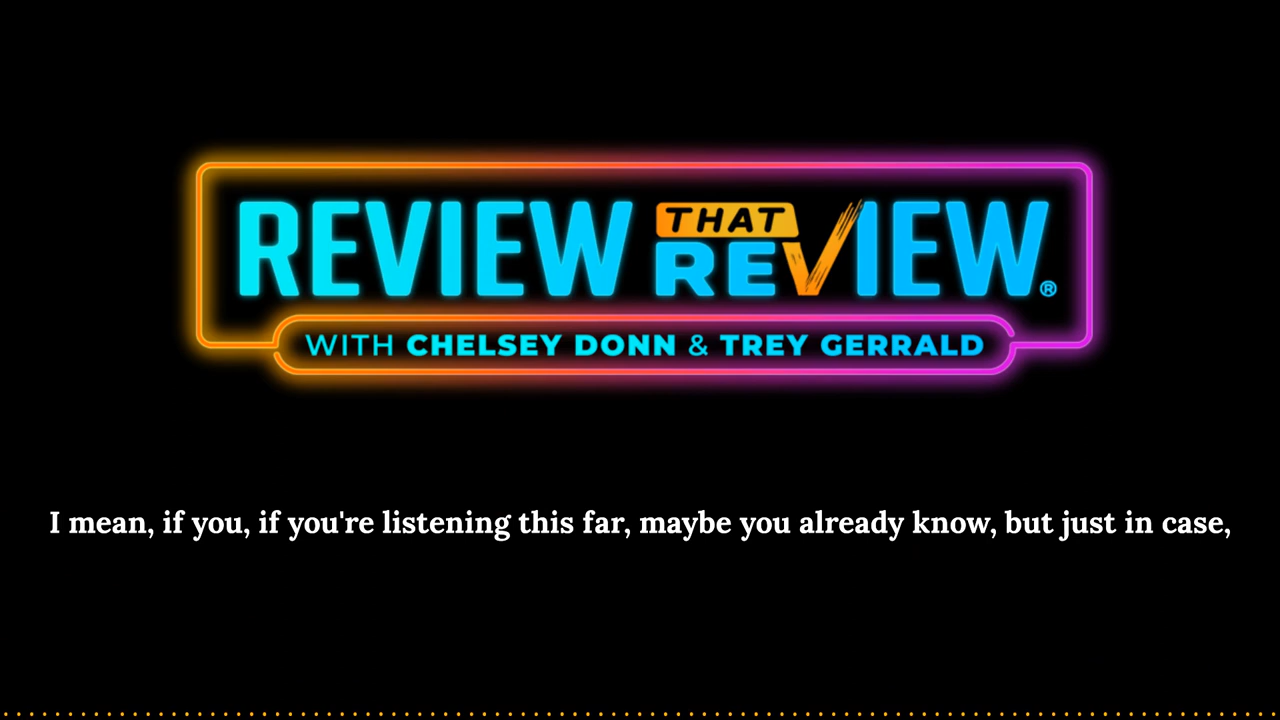 REVIEW THAT REVIEW®
WITH CHELSEY DONN & TREY GERRALD
I mean, if you, if you're listening this far, maybe you already know, but just in case,